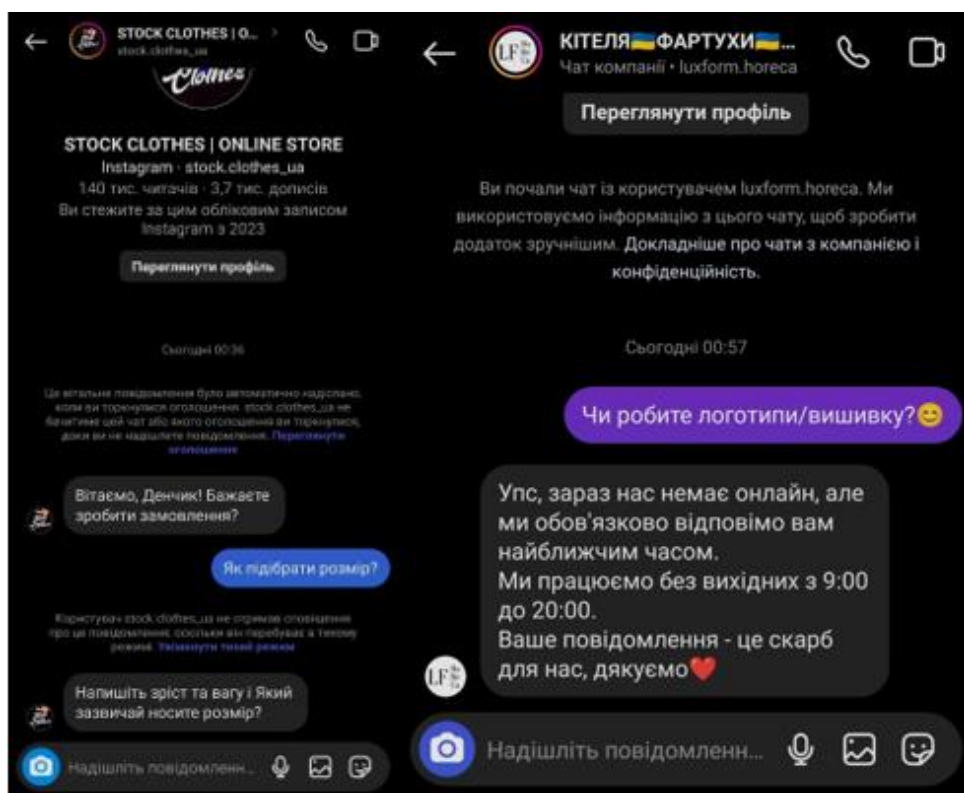 STOCK CLOTHES | O...
stock.clothes_ua
Clothes
STOCK CLOTHES | ONLINE STORE
Instagram · stock.clothes_ua
140 тис. читачів · 3,7 тис. дописів
Ви стежите за цим обліковим записом
Instagram з 2023
Переглянути профіль
Сьогодні 00:36
Це вітальне повідомлення було автоматично надіслано,
коли ви торкнулися оголошення. stock.clothes_ua не
бачитиме цей чат або якого оголошення ви торкнулися,
доки ви не надішлете повідомлення. Переглянути
оголошення
Вітаємо, Денчик! Бажаєте
зробити замовлення?
Як підібрати розмір?
Користувач stock.clothes_ua не отримав сповіщення
про це повідомлення, оскільки він перебуває в тихому
режимі. Увімкнути тихий режим
Напишіть зріст та вагу і Який
зазвичай носите розмір?
Надішліть повідомленн...
КІТЕЛЯ🇺🇦ФАРТУХИ🇺🇦...
Чат компанії • luxform.horeca
Переглянути профіль
Ви почали чат із користувачем luxform.horeca. Ми
використовуємо інформацію з цього чату, щоб зробити
додаток зручнішим. Докладніше про чати з компанією і
конфіденційність.
Сьогодні 00:57
Чи робите логотипи/вишивку?😊
Упс, зараз нас немає онлайн, але
ми обов'язково відповімо вам
найближчим часом.
Ми працюємо без вихідних з 9:00
до 20:00.
Ваше повідомлення - це скарб
для нас, дякуємо❤️
LF
Надішліть повідомленн...